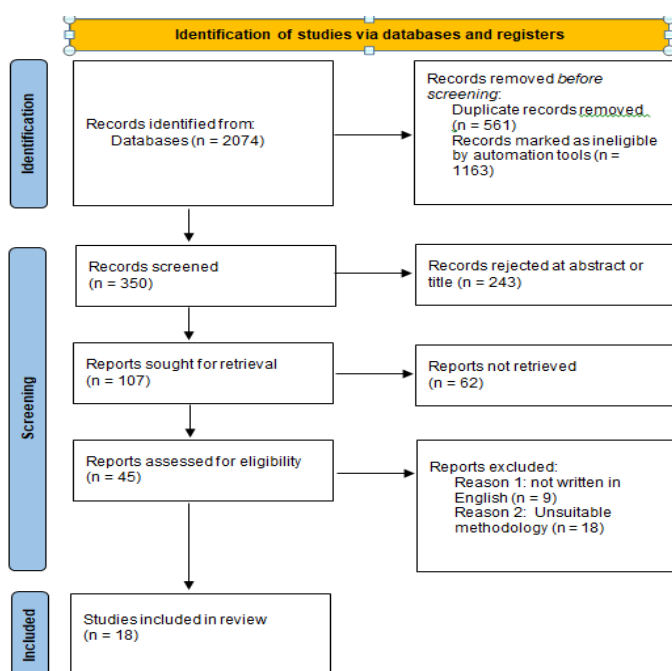 Identification of studies via databases and registers
Identification
Records identified from:
Databases (n = 2074)
Records removed before
screening:
Duplicate records removed
(n = 561)
Records marked as ineligible
by automation tools (n =
1163)
Screening
Records screened
(n = 350)
Records rejected at abstract or
title (n = 243)
Reports sought for retrieval
(n = 107)
Reports not retrieved
(n = 62)
Reports assessed for eligibility
(n = 45)
Reports excluded:
Reason 1: not written in
English (n = 9)
Reason 2: Unsuitable
methodology (n = 18)
Included
Studies included in review
(n = 18)